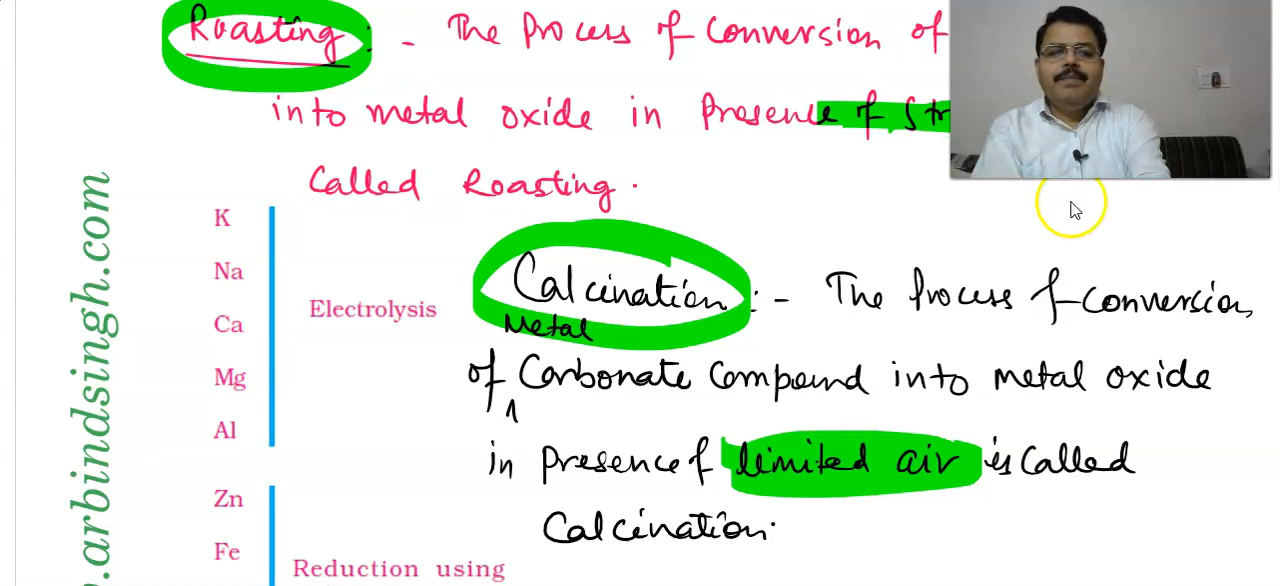 Roasting : - The Process of Conversion of
into metal oxide in Presence of Str
Called Roasting.
www.arbindsingh.com
K
Na
Ca
Mg
Al
Electrolysis
Calcination : - The Process of conversion
Metal
of ∧ Carbonate Compound into metal oxide
in Presence of limited air is Called
Calcination.
Zn
Fe
Reduction using